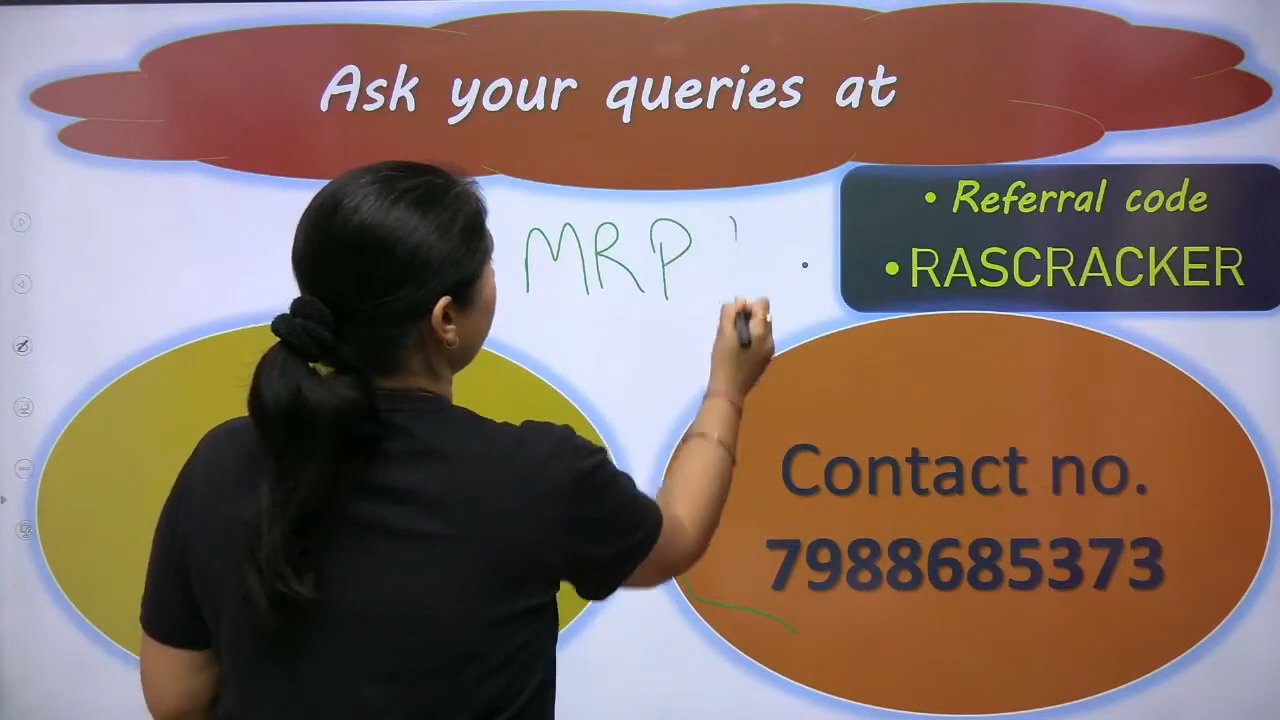 Ask your queries at
• Referral code
MRP
• RASCRACKER
Contact no.
7988685373